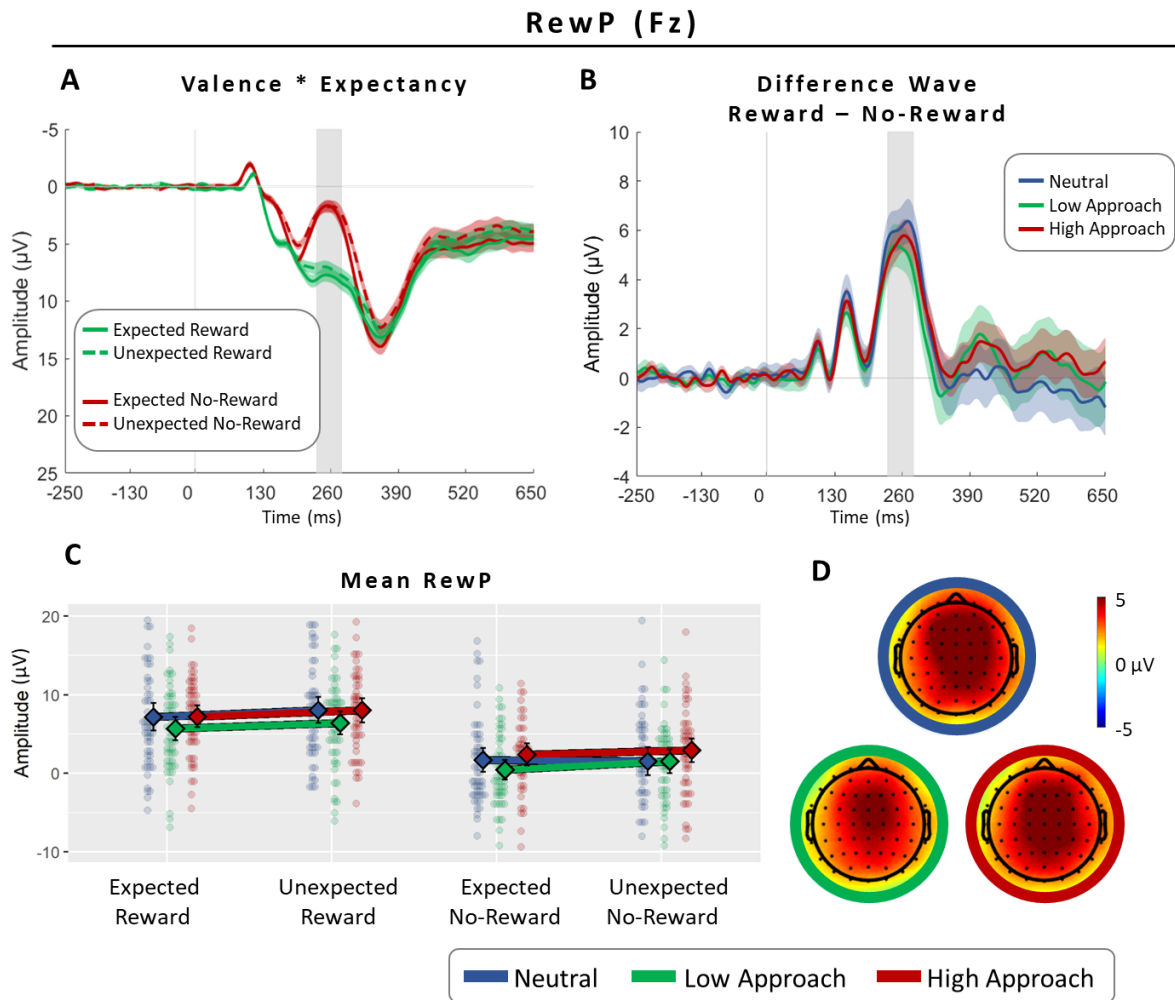 RewP (Fz)
A
Valence * Expectancy
-5
0
5
10
15
20
25
Amplitude (µV)
-250 -130 0 130 260 390 520 650
Time (ms)
Expected Reward
Unexpected Reward
Expected No-Reward
Unexpected No-Reward
B
Difference Wave
Reward – No-Reward
10
8
6
4
2
0
-2
-4
Amplitude (µV)
-250 -130 0 130 260 390 520 650
Time (ms)
Neutral
Low Approach
High Approach
C
Mean RewP
20
10
0
-10
Amplitude (µV)
Expected
Reward
Unexpected
Reward
Expected
No-Reward
Unexpected
No-Reward
D
5
0 µV
-5
Neutral Low Approach High Approach